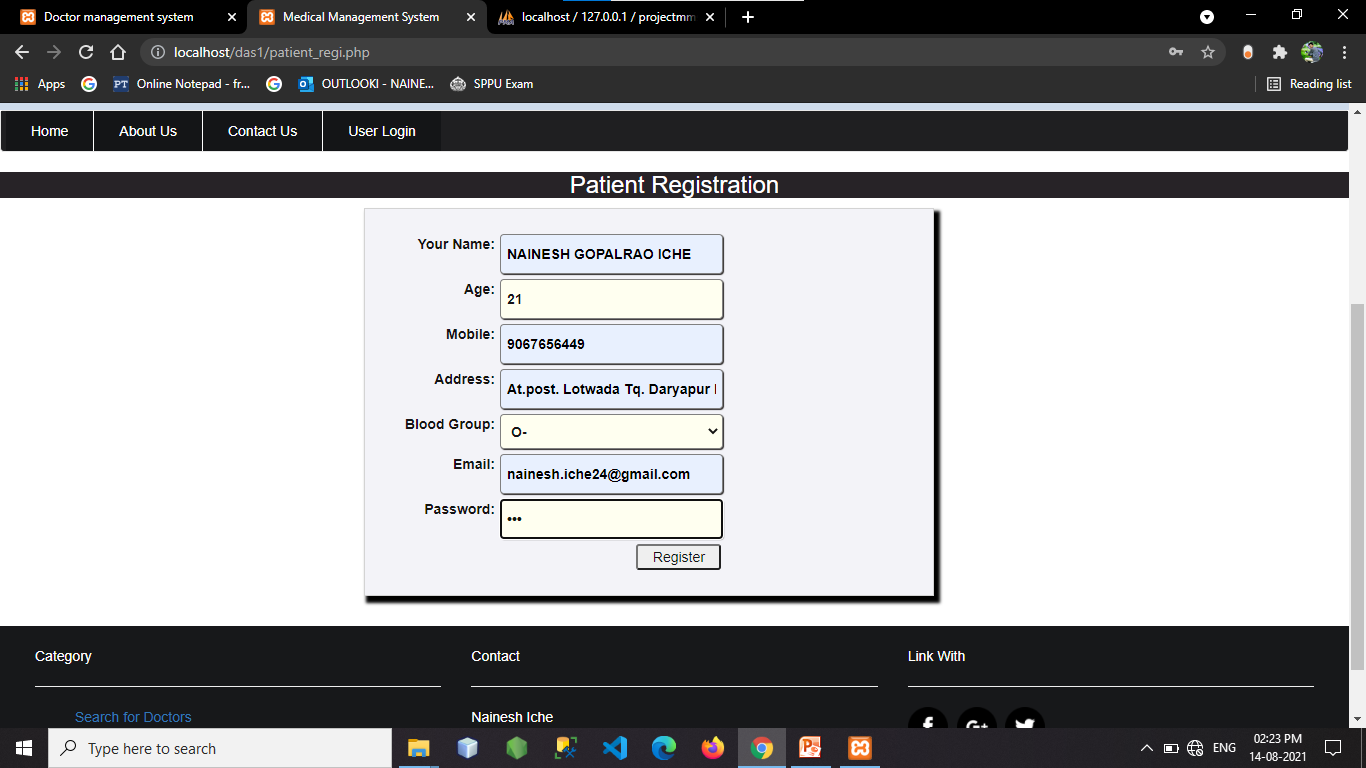 Doctor management system
Medical Management System
localhost / 127.0.0.1 / projectmm
localhost/das1/patient_regi.php
Apps
PT
Online Notepad - fr...
OUTLOOKI - NAINE...
SPPU Exam
Reading list
Home
About Us
Contact Us
User Login
Patient Registration
Your Name: NAINESH GOPALRAO ICHE
Age: 21
Mobile: 9067656449
Address: At.post. Lotwada Tq. Daryapur
Blood Group: O-
Email: nainesh.iche24@gmail.com
Password: •••
Register
Category
Contact
Link With
Search for Doctors
Nainesh Iche
Type here to search
ENG
02:23 PM
14-08-2021